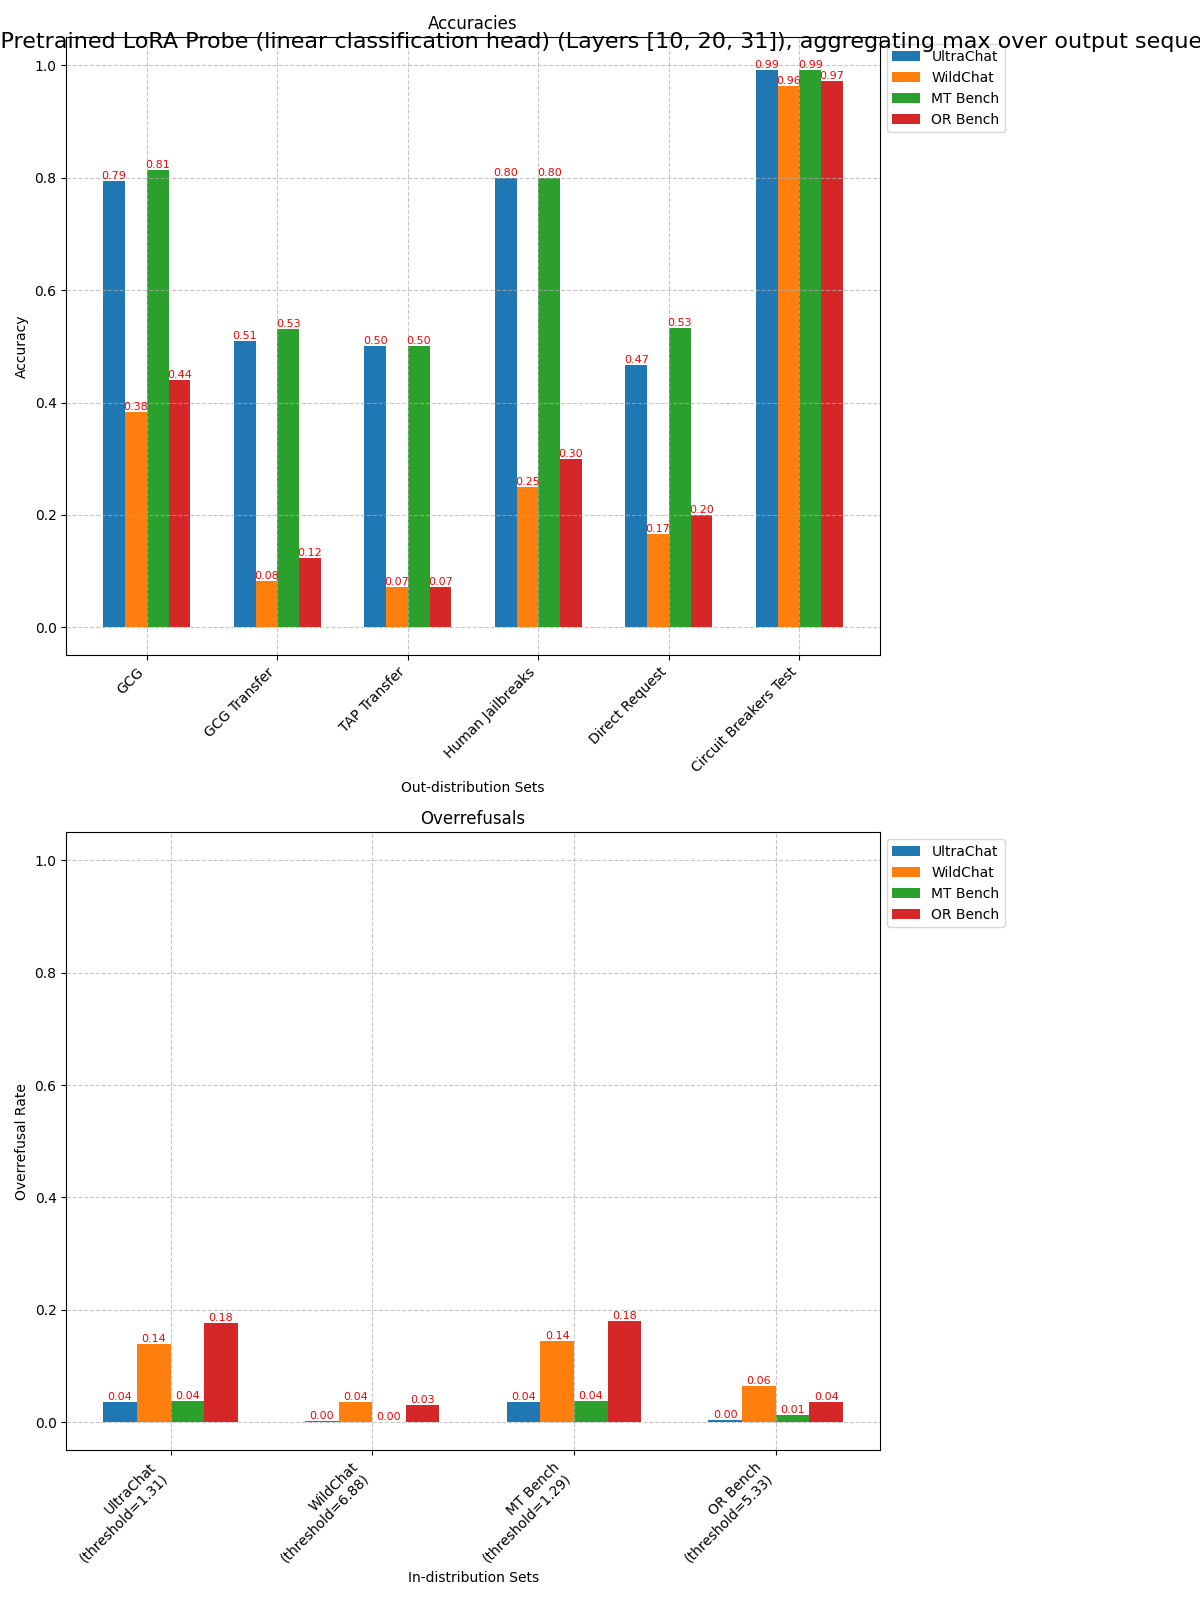 Accuracies
Pretrained LoRA Probe (linear classification head) (Layers [10, 20, 31]), aggregating max over output
UltraChat
WildChat
MT Bench
OR Bench
1.0
0.8
0.6
0.4
0.2
0.0
Accuracy
0.79 0.38 0.81 0.44
0.51 0.08 0.53 0.12
0.50 0.07 0.50 0.07
0.80 0.25 0.80 0.30
0.47 0.17 0.53 0.20
0.99 0.96 0.99 0.97
GCG
GCG Transfer
TAP Transfer
Human Jailbreaks
Direct Request
Circuit Breakers Test
Out-distribution Sets
Overrefusals
UltraChat
WildChat
MT Bench
OR Bench
1.0
0.8
0.6
0.4
0.2
0.0
Overrefusal Rate
0.04 0.14 0.04 0.18
0.00 0.04 0.00 0.03
0.04 0.14 0.04 0.18
0.00 0.06 0.01 0.04
UltraChat
(threshold=1.31)
WildChat
(threshold=6.88)
MT Bench
(threshold=1.29)
OR Bench
(threshold=5.33)
In-distribution Sets